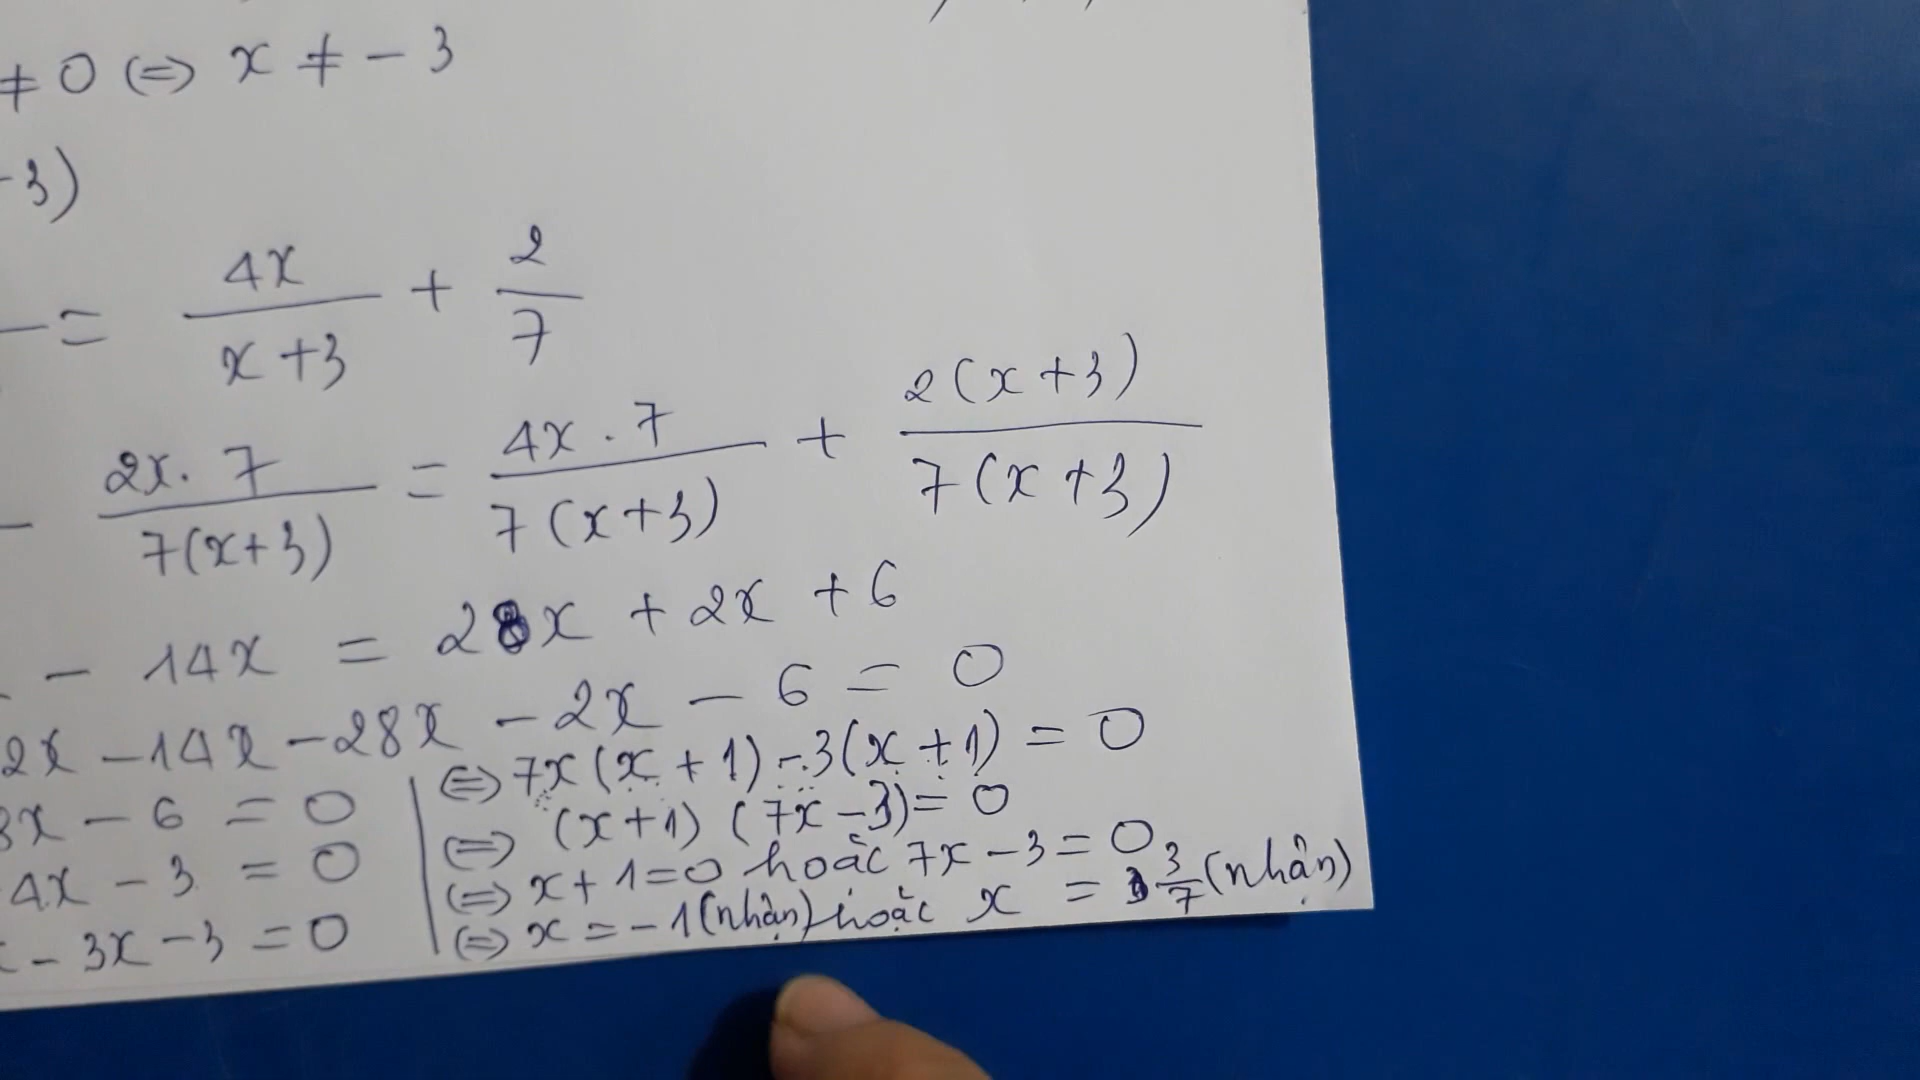 ≠ 0 (=) x ≠ - 3
-3)
= 4x/(x+3) + 2/7
- 2x.7/(7(x+3)) = 4x.7/(7(x+3)) + 2(x+3)/(7(x+3))
- 14x = 28x + 2x + 6
2x - 14x - 28x - 2x - 6 = 0
3x - 6 = 0
4x - 3 = 0
- 3x - 3 = 0
(=) 7x(x+1) - 3(x+1) = 0
(=) (x+1) (7x-3) = 0
(=) x + 1 = 0 hoặc 7x - 3 = 0
(=) x = - 1 (nhận) hoặc x = 3/7 (nhận)